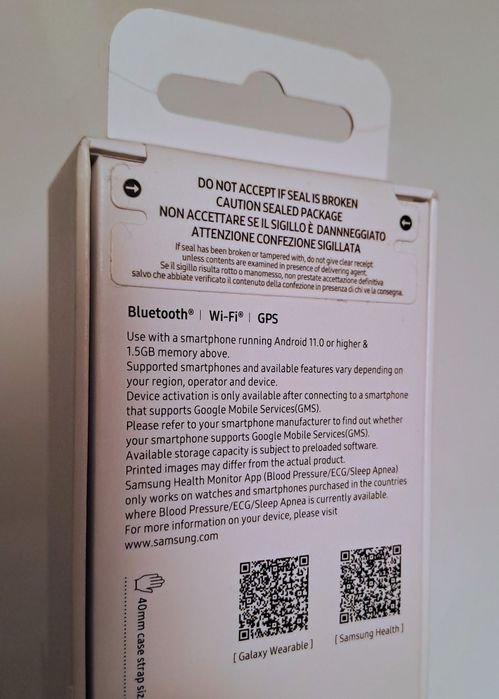 DO NOT ACCEPT IF SEAL IS BROKEN
CAUTION SEALED PACKAGE
NON ACCETTARE SE IL SIGILLO È DANNNEGGIATO
ATTENZIONE CONFEZIONE SIGILLATA
If seal has been broken or tampered with, do not give clear receipt
unless contents are examined in presence of delivering agent.
Se il sigillo risulta rotto o manomesso, non prestate accettazione definitiva
salvo che abbiate verificato il contenuto della confezione in presenza di chi ve la consegna.
Bluetooth® | Wi-Fi® | GPS
Use with a smartphone running Android 11.0 or higher &
1.5GB memory above.
Supported smartphones and available features vary depending on
your region, operator and device.
Device activation is only available after connecting to a smartphone
that supports Google Mobile Services(GMS).
Please refer to your smartphone manufacturer to find out whether
your smartphone supports Google Mobile Services(GMS).
Available storage capacity is subject to preloaded software.
Printed images may differ from the actual product.
Samsung Health Monitor App (Blood Pressure/ECG/Sleep Apnea)
only works on watches and smartphones purchased in the countries
where Blood Pressure/ECG/Sleep Apnea is currently available.
For more information on your device, please visit
www.samsung.com
[ Galaxy Wearable ]
[ Samsung Health ]
40mm case strap